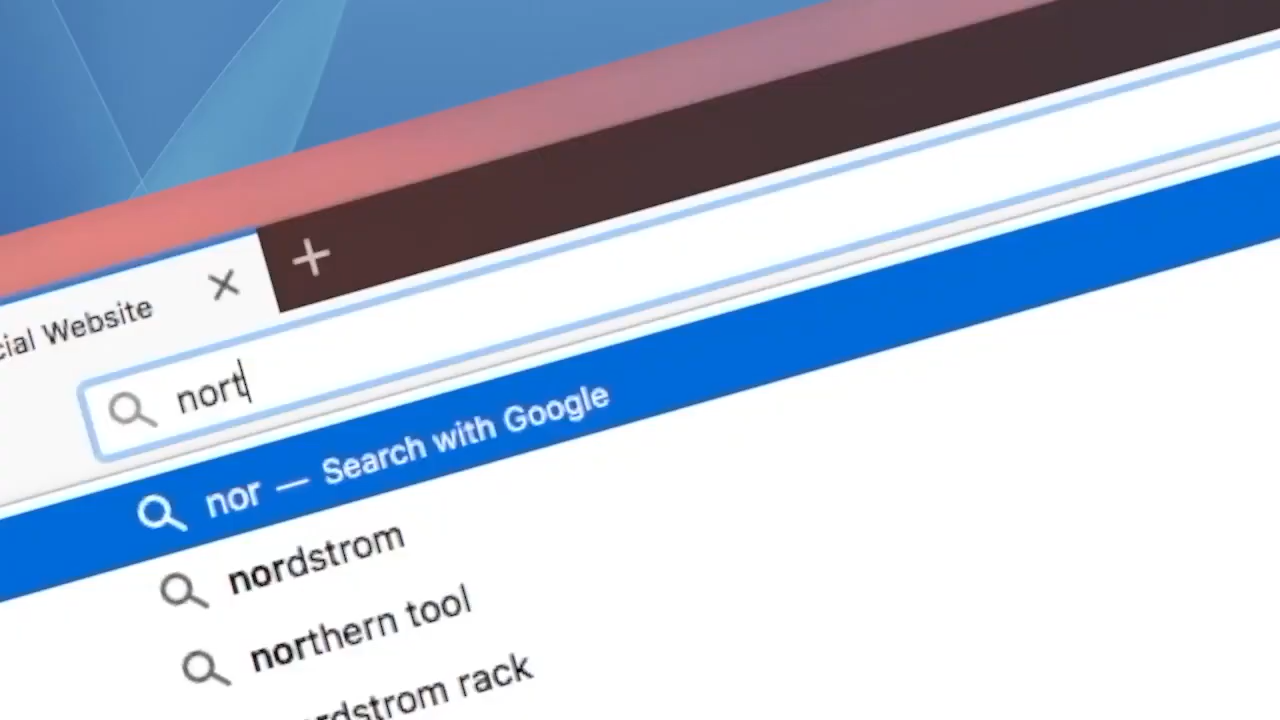 cial Website
nort
nor — Search with Google
nordstrom
northern tool
rdstrom rack